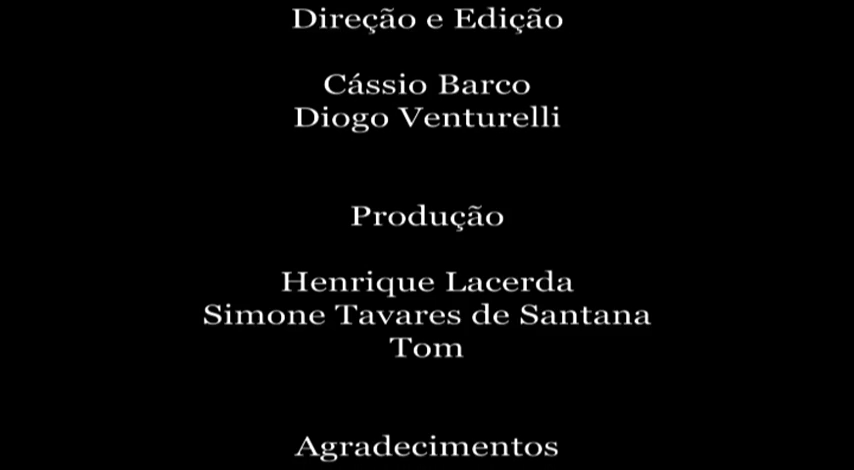 Direção e Edição
Cássio Barco
Diogo Venturelli
Produção
Henrique Lacerda
Simone Tavares de Santana
Tom
Agradecimentos